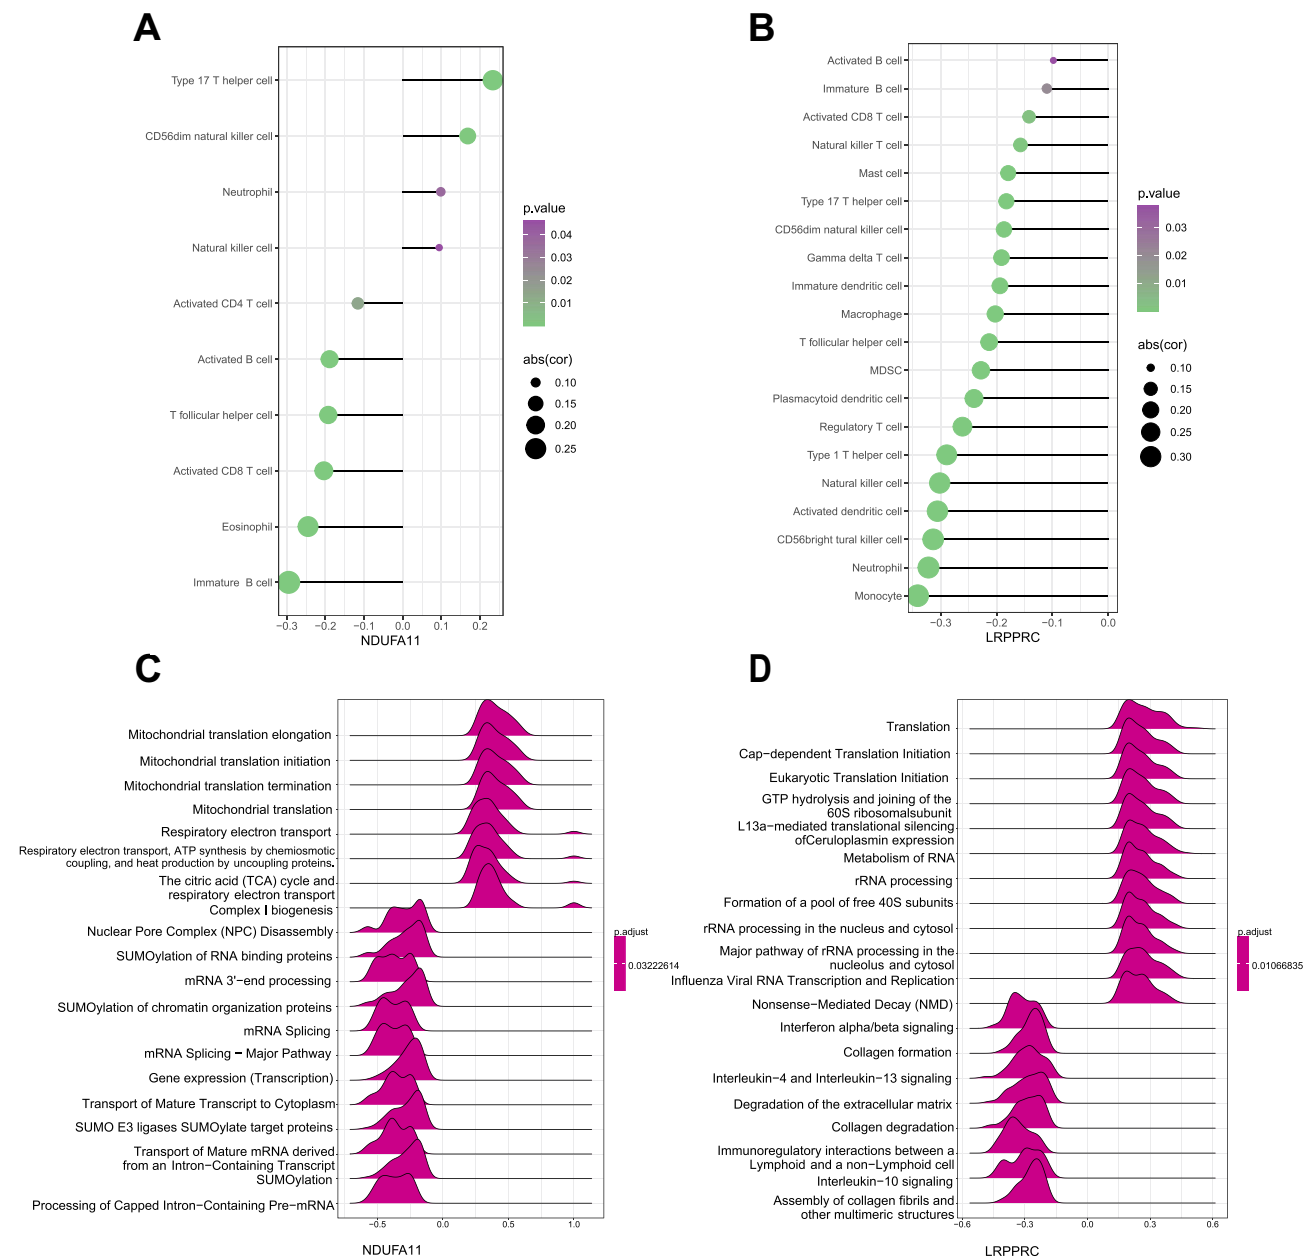 A
Type 17 T helper cell
CD56dim natural killer cell
Neutrophil
Natural killer cell
Activated CD4 T cell
Activated B cell
T follicular helper cell
Activated CD8 T cell
Eosinophil
Immature  B cell
−0.3 −0.2 −0.1 0.0 0.1 0.2
NDUFA11
p.value
0.04
0.03
0.02
0.01
abs(cor)
0.10
0.15
0.20
0.25
B
Activated B cell
Immature  B cell
Activated CD8 T cell
Natural killer T cell
Mast cell
Type 17 T helper cell
CD56dim natural killer cell
Gamma delta T cell
Immature dendritic cell
Macrophage
T follicular helper cell
MDSC
Plasmacytoid dendritic cell
Regulatory T cell
Type 1 T helper cell
Natural killer cell
Activated dendritic cell
CD56bright tural killer cell
Neutrophil
Monocyte
−0.3 −0.2 −0.1 0.0
LRPPRC
p.value
0.03
0.02
0.01
abs(cor)
0.10
0.15
0.20
0.25
0.30
C
Mitochondrial translation elongation
Mitochondrial translation initiation
Mitochondrial translation termination
Mitochondrial translation
Respiratory electron transport
Respiratory electron transport, ATP synthesis by chemiosmotic
coupling, and heat production by uncoupling proteins.
The citric acid (TCA) cycle and
respiratory electron transport
Complex I biogenesis
Nuclear Pore Complex (NPC) Disassembly
SUMOylation of RNA binding proteins
mRNA 3'−end processing
SUMOylation of chromatin organization proteins
mRNA Splicing
mRNA Splicing − Major Pathway
Gene expression (Transcription)
Transport of Mature Transcript to Cytoplasm
SUMO E3 ligases SUMOylate target proteins
Transport of Mature mRNA derived
from an Intron−Containing Transcript
SUMOylation
Processing of Capped Intron−Containing Pre−mRNA
−0.5 0.0 0.5 1.0
NDUFA11
p.adjust
0.03222614
D
Translation
Cap−dependent Translation Initiation
Eukaryotic Translation Initiation
GTP hydrolysis and joining of the
60S ribosomalsubunit
L13a−mediated translational silencing
ofCeruloplasmin expression
Metabolism of RNA
rRNA processing
Formation of a pool of free 40S subunits
rRNA processing in the nucleus and cytosol
Major pathway of rRNA processing in the
nucleolus and cytosol
Influenza Viral RNA Transcription and Replication
Nonsense−Mediated Decay (NMD)
Interferon alpha/beta signaling
Collagen formation
Interleukin−4 and Interleukin−13 signaling
Degradation of the extracellular matrix
Collagen degradation
Immunoregulatory interactions between a
Lymphoid and a non−Lymphoid cell
Interleukin−10 signaling
Assembly of collagen fibrils and
other multimeric structures
−0.6 −0.3 0.0 0.3 0.6
LRPPRC
p.adjust
0.01066835